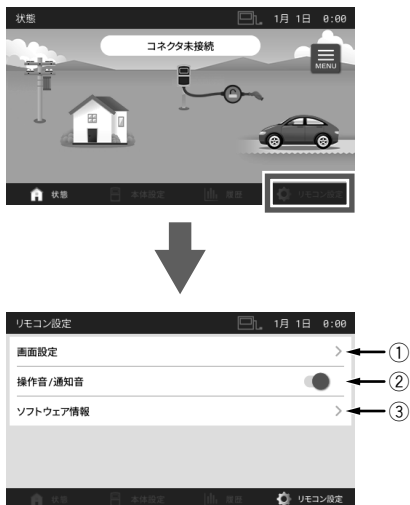 状態 1月 1日 0:00
コネクタ未接続
MENU
状態 本体設定 履歴 リモコン設定
リモコン設定 1月 1日 0:00
画面設定 ①
操作音/通知音 ②
ソフトウェア情報 ③
状態 本体設定 履歴 リモコン設定